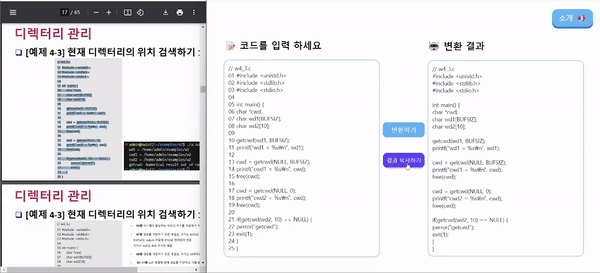 17 / 45
디렉터리 관리
[예제 4-3] 현재 디렉터리의 위치 검색하기
디렉터리 관리
[예제 4-3] 현재 디렉터리의 위치 검색하기
소개
코드를 입력 하세요
// w4_3.c
01 #include <unistd.h>
02 #include <stdlib.h>
03 #include <stdio.h>
04
05 int main() {
06 char *cwd;
07 char wd1[BUFSIZ];
08 char wd2[10];
09
10 getcwd(wd1, BUFSIZ);
11 printf("wd1 = %s₩n", wd1);
12
13 cwd = getcwd(NULL, BUFSIZ);
14 printf("cwd1 = %s₩n", cwd);
15 free(cwd);
16
17 cwd = getcwd(NULL, 0);
18 printf("cwd2 = %s₩n", cwd);
19 free(cwd);
20
21 if(getcwd(wd2, 10) == NULL) {
22 perror("getcwd");
23 exit(1);
24 }
25 }
변환하기
결과 복사하기
변환 결과
// w4_3.c
#include <unistd.h>
#include <stdlib.h>
#include <stdio.h>
int main() {
char *cwd;
char wd1[BUFSIZ];
char wd2[10];
getcwd(wd1, BUFSIZ);
printf("wd1 = %s₩n", wd1);
cwd = getcwd(NULL, BUFSIZ);
printf("cwd1 = %s₩n", cwd);
free(cwd);
cwd = getcwd(NULL, 0);
printf("cwd2 = %s₩n", cwd);
free(cwd);
if(getcwd(wd2, 10) == NULL) {
perror("getcwd");
exit(1);
}
}